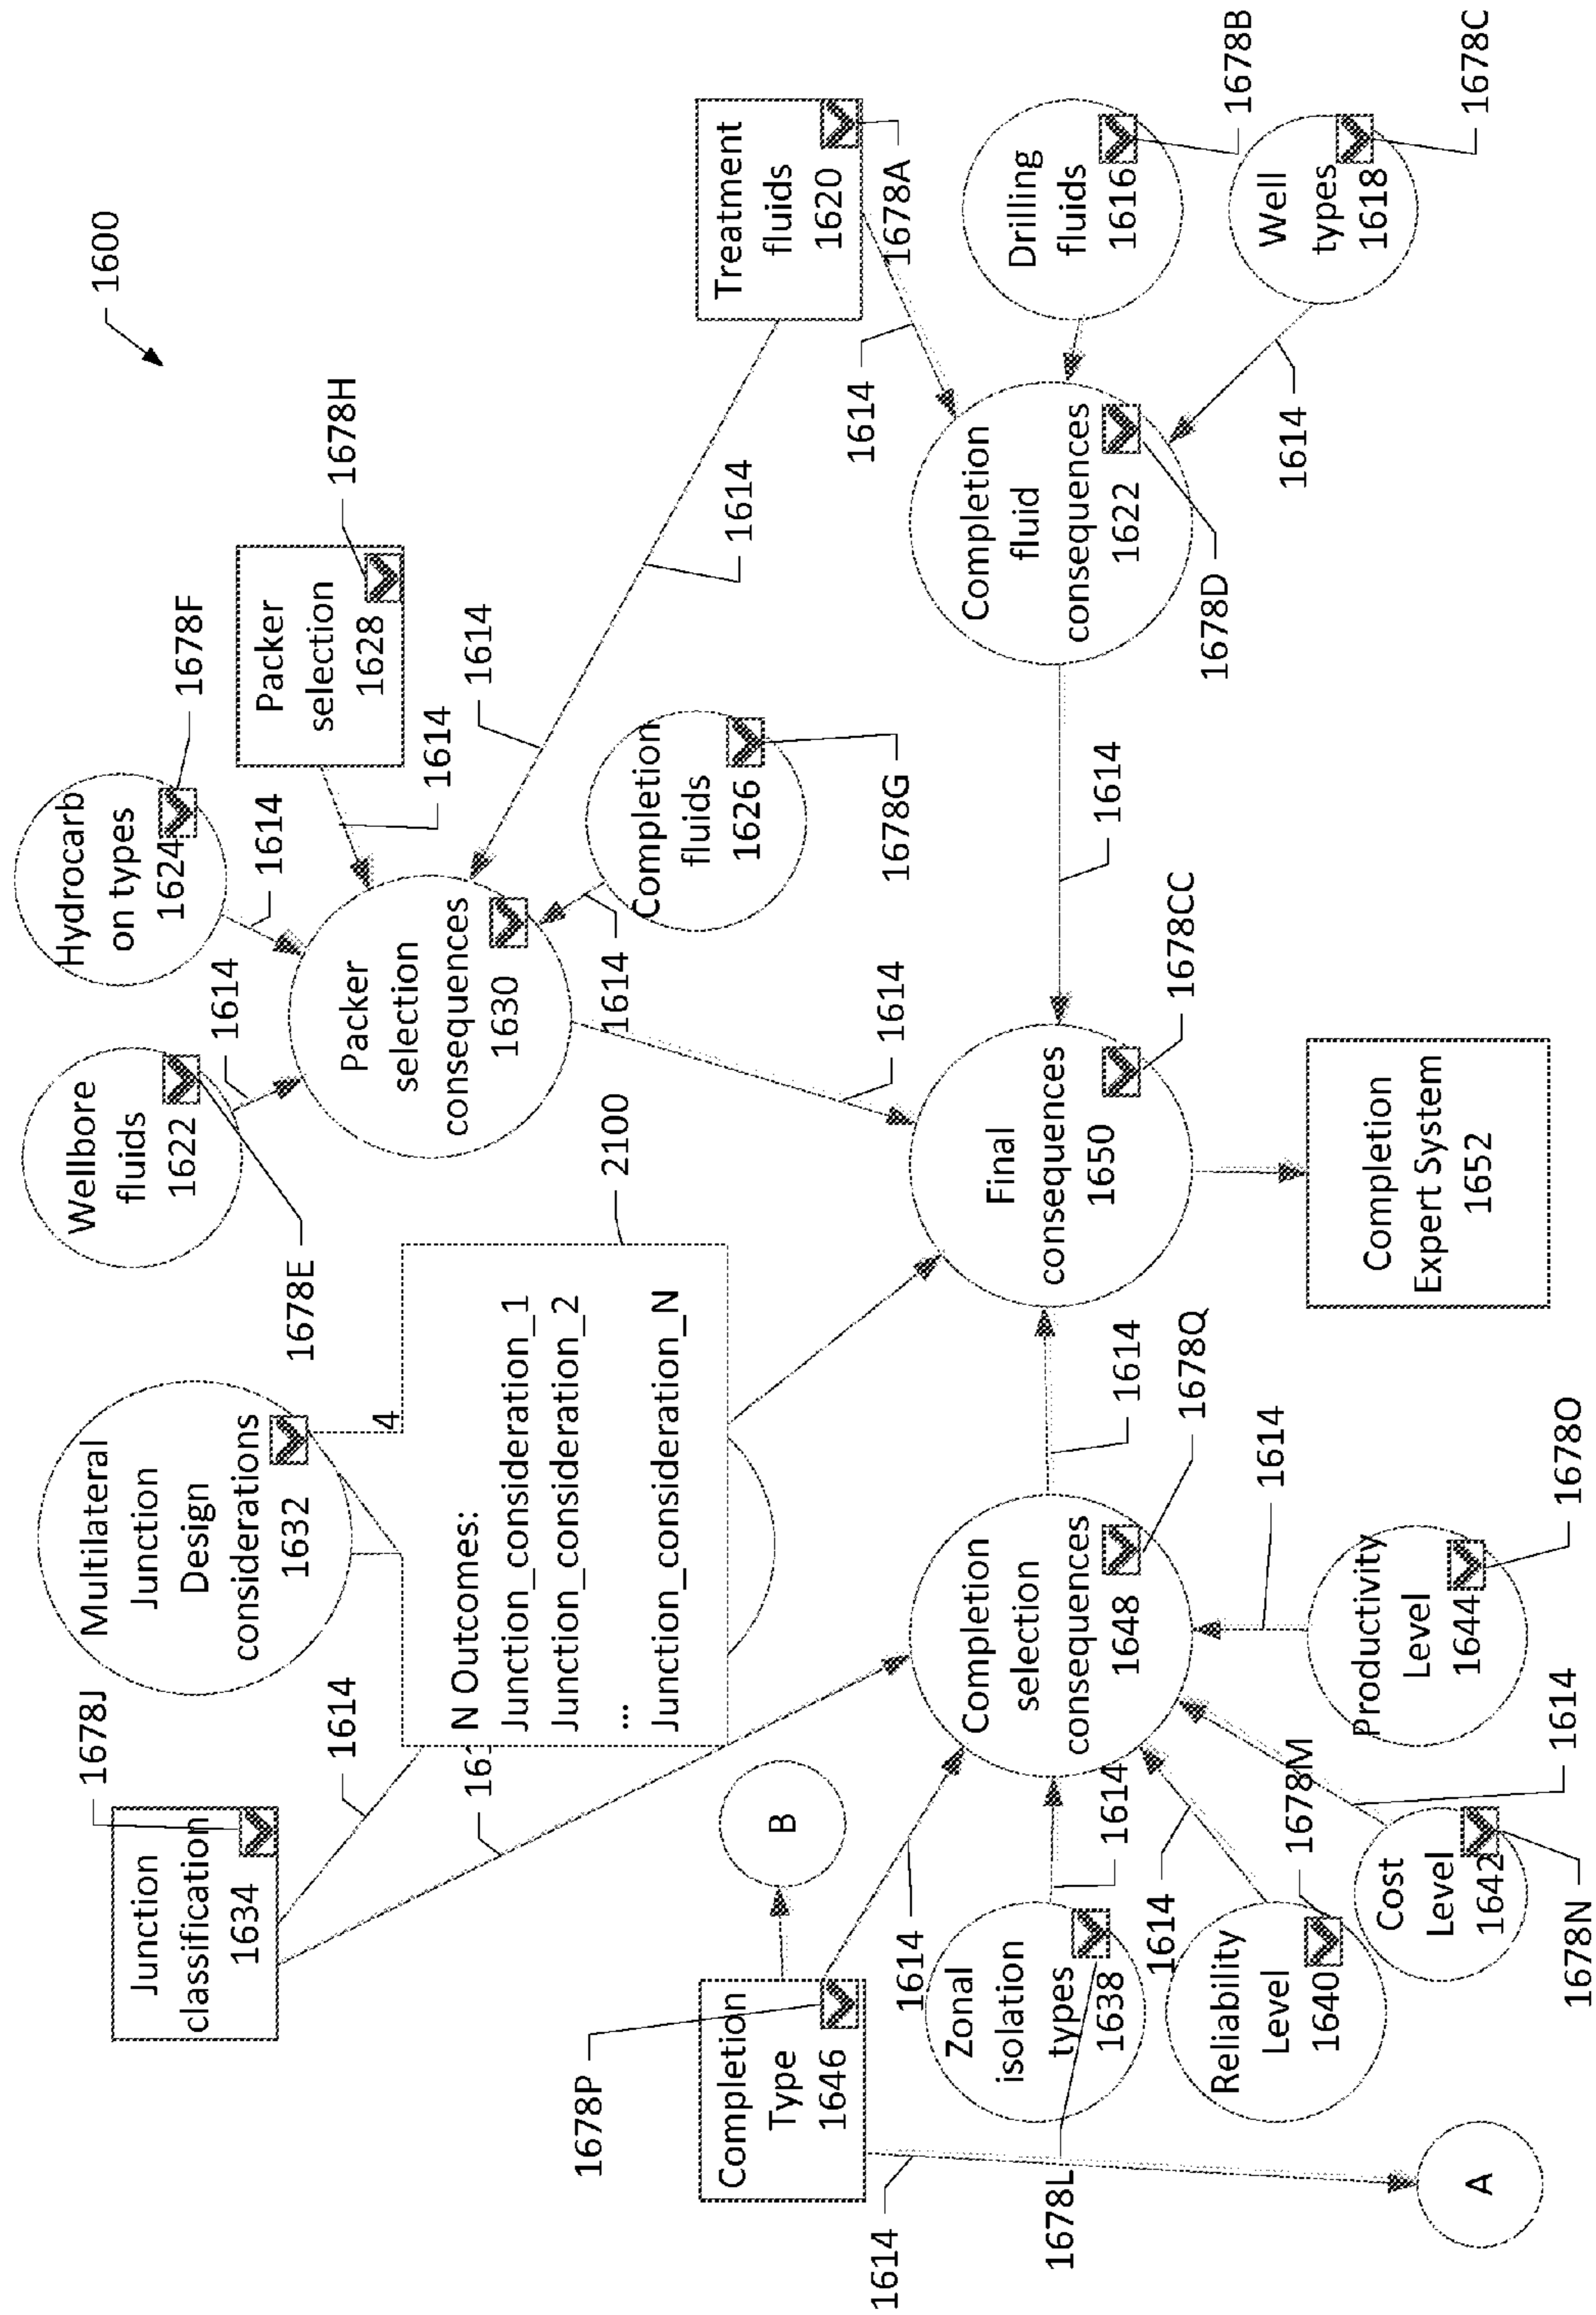 1600
Hydrocarb
on types
1624
1678F
Wellbore
fluids
1622
1678E
Packer
selection
1628
1678H
1614
1614
1614
1614
1614
1614
Packer
selection
consequences
1630
Completion
fluids
1626
1678G
Treatment
fluids
1620
1678A
Drilling
fluids
1616
1678B
Well
types
1618
1678C
1614
1614
Completion
fluid
consequences
1622
1678D
1614
1614
Multilateral
Junction
Design
considerations
1632
4
Junction
classification
1634
1678J
1614
161
2100
N Outcomes:
Junction_consideration_1
Junction_consideration_2
...
Junction_consideration_N
Final
consequences
1650
1678CC
Completion
Expert System
1652
B
Completion
Type
1646
1678P
1614
1614
Zonal
isolation
types
1638
1678L
1614
Reliability
Level
1640
1678M
1614
Cost
Level
1642
1678N
1614
Productivity
Level
1644
1678O
1614
Completion
selection
consequences
1648
1678Q
1614
A